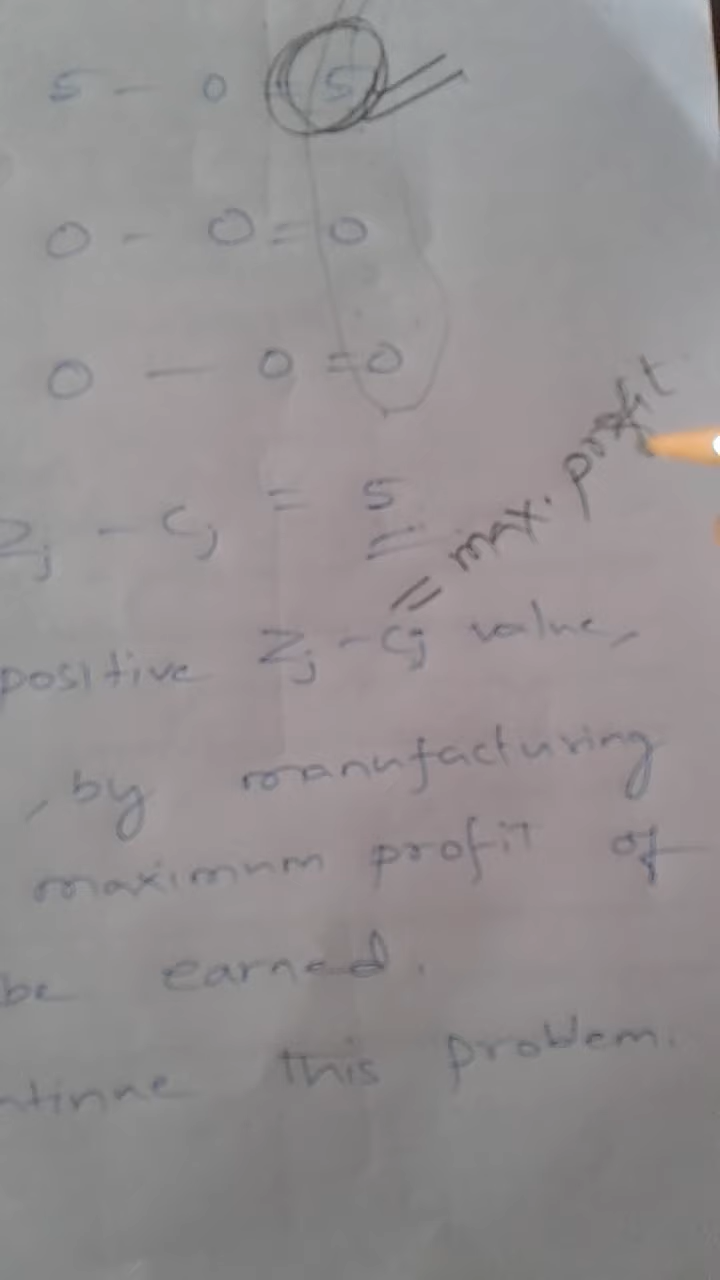 5 - 0 = 5
0 - 0 = 0
0 - 0 = 0
Zj - Cj = 5
= max. profit
positive Zj - Cj value,
, by manufacturing
maximum profit of
be earned.
ntinue this problem.